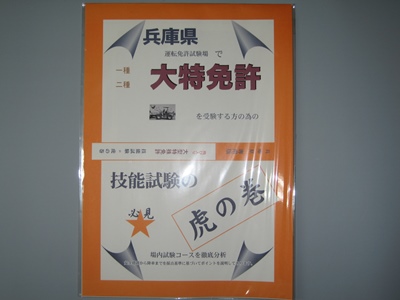 兵庫県
運転免許試験場 で
一種
二種
大特免許
を受験する方の為の
技能試験の
必見
虎の巻
場内試験コースを徹底分析